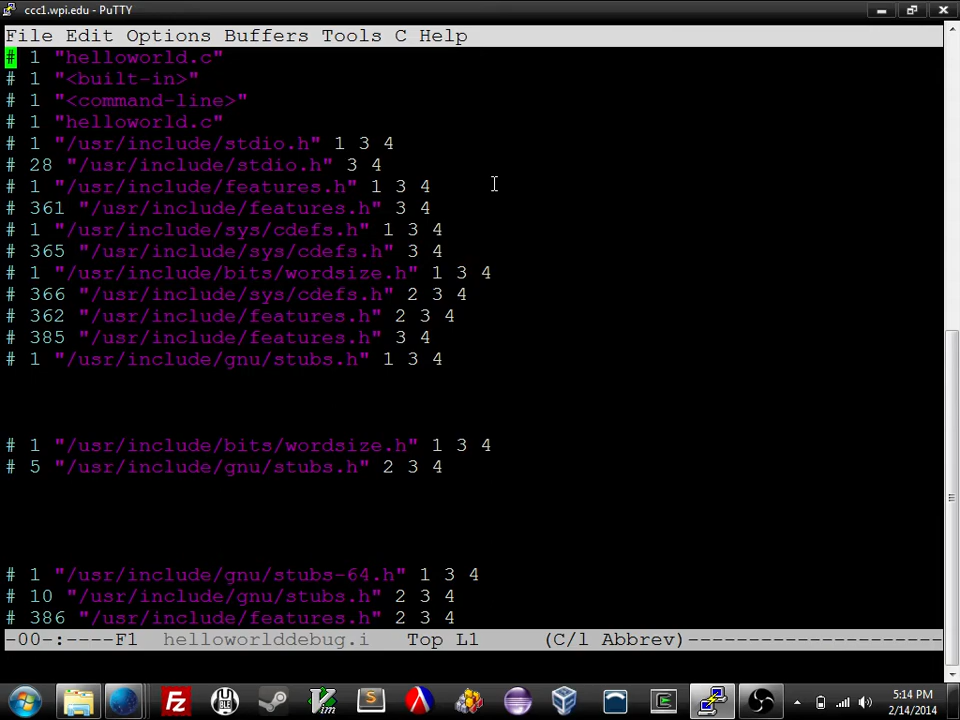 ccc1.wpi.edu - PuTTY
File Edit Options Buffers Tools C Help
# 1 "helloworld.c"
# 1 "<built-in>"
# 1 "<command-line>"
# 1 "helloworld.c"
# 1 "/usr/include/stdio.h" 1 3 4
# 28 "/usr/include/stdio.h" 3 4
# 1 "/usr/include/features.h" 1 3 4
# 361 "/usr/include/features.h" 3 4
# 1 "/usr/include/sys/cdefs.h" 1 3 4
# 365 "/usr/include/sys/cdefs.h" 3 4
# 1 "/usr/include/bits/wordsize.h" 1 3 4
# 366 "/usr/include/sys/cdefs.h" 2 3 4
# 362 "/usr/include/features.h" 2 3 4
# 385 "/usr/include/features.h" 3 4
# 1 "/usr/include/gnu/stubs.h" 1 3 4
# 1 "/usr/include/bits/wordsize.h" 1 3 4
# 5 "/usr/include/gnu/stubs.h" 2 3 4
# 1 "/usr/include/gnu/stubs-64.h" 1 3 4
# 10 "/usr/include/gnu/stubs.h" 2 3 4
# 386 "/usr/include/features.h" 2 3 4
-00-:----F1  helloworlddebug.i   Top L1     (C/l Abbrev)----------------------
5:14 PM
2/14/2014